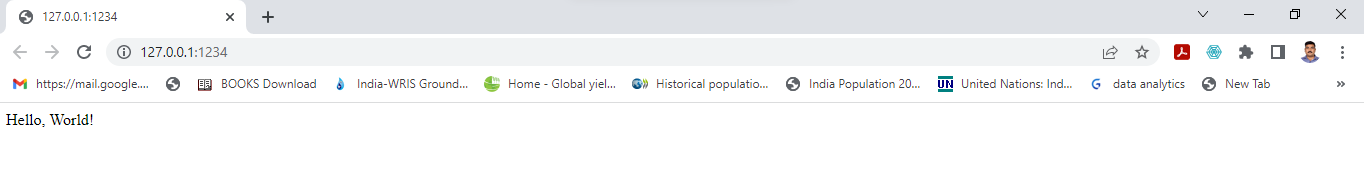 127.0.0.1:1234
127.0.0.1:1234
https://mail.google.... BOOKS Download India-WRIS Ground... Home - Global yiel... Historical populatio... India Population 20... UN United Nations: Ind... G data analytics New Tab »
Hello, World!